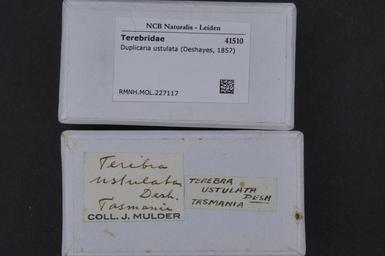 NCB Naturalis - Leiden
Terebridae 41510
Duplicaria ustulata (Deshayes, 1857)
RMNH.MOL.227117
Terebra
ustulata
Desh.
Tasmanie
COLL. J. MULDER
TEREBRA
USTULATA
DESH
TASMANIA